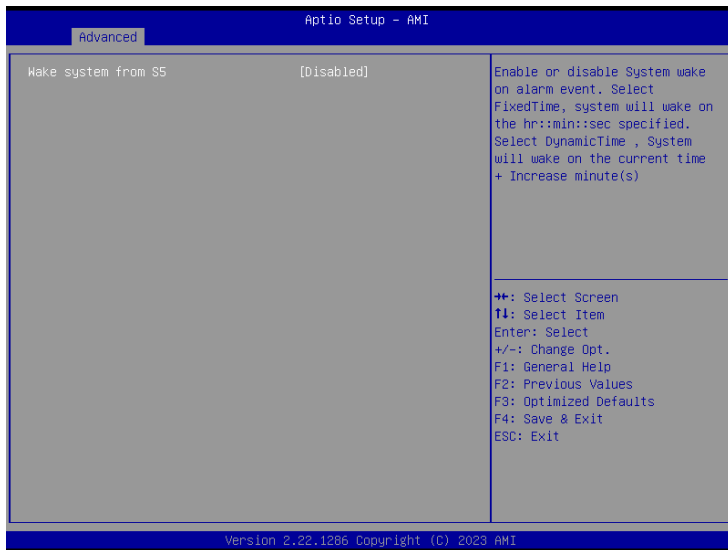 Aptio Setup – AMI
Advanced
Wake system from S5 [Disabled]
Enable or disable System wake
on alarm event. Select
FixedTime, system will wake on
the hr::min::sec specified.
Select DynamicTime , System
will wake on the current time
+ Increase minute(s)
→←: Select Screen
↑↓: Select Item
Enter: Select
+/-: Change Opt.
F1: General Help
F2: Previous Values
F3: Optimized Defaults
F4: Save & Exit
ESC: Exit
Version 2.22.1286 Copyright (C) 2023 AMI